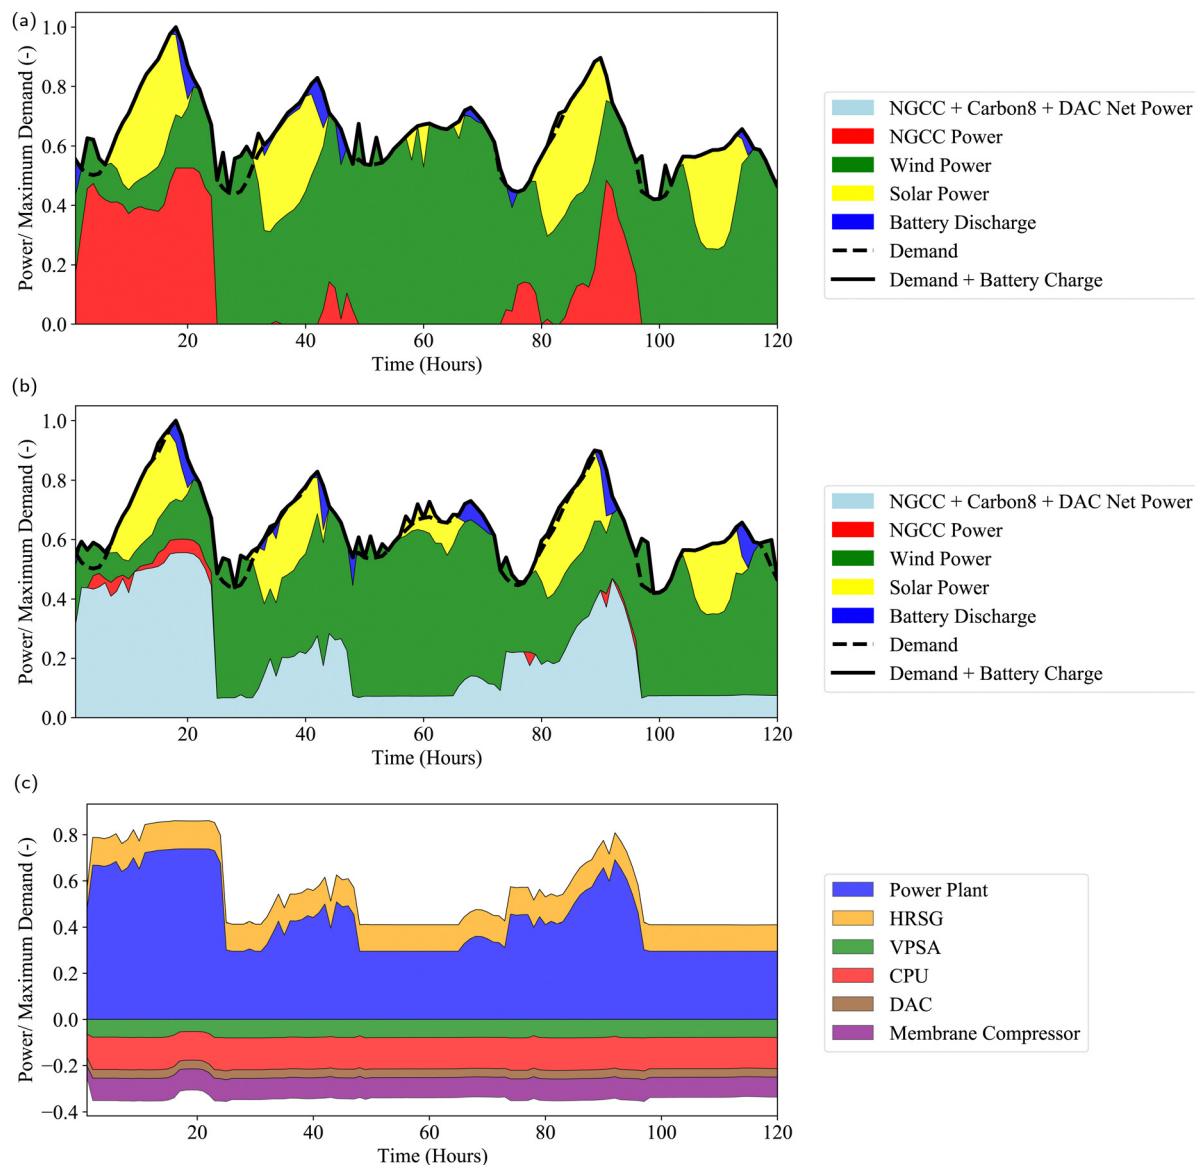 (a)
1.0
0.8
0.6
0.4
0.2
0.0
Power/ Maximum Demand (-)
20 40 60 80 100 120
Time (Hours)
NGCC + Carbon8 + DAC Net Power
NGCC Power
Wind Power
Solar Power
Battery Discharge
Demand
Demand + Battery Charge
(b)
1.0
0.8
0.6
0.4
0.2
0.0
Power/ Maximum Demand (-)
20 40 60 80 100 120
Time (Hours)
NGCC + Carbon8 + DAC Net Power
NGCC Power
Wind Power
Solar Power
Battery Discharge
Demand
Demand + Battery Charge
(c)
0.8
0.6
0.4
0.2
0.0
−0.2
−0.4
Power/ Maximum Demand (-)
20 40 60 80 100 120
Time (Hours)
Power Plant
HRSG
VPSA
CPU
DAC
Membrane Compressor